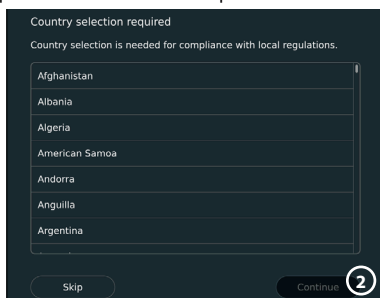 Country selection required
Country selection is needed for compliance with local regulations.
Afghanistan
Albania
Algeria
American Samoa
Andorra
Anguilla
Argentina
Skip
Continue
2